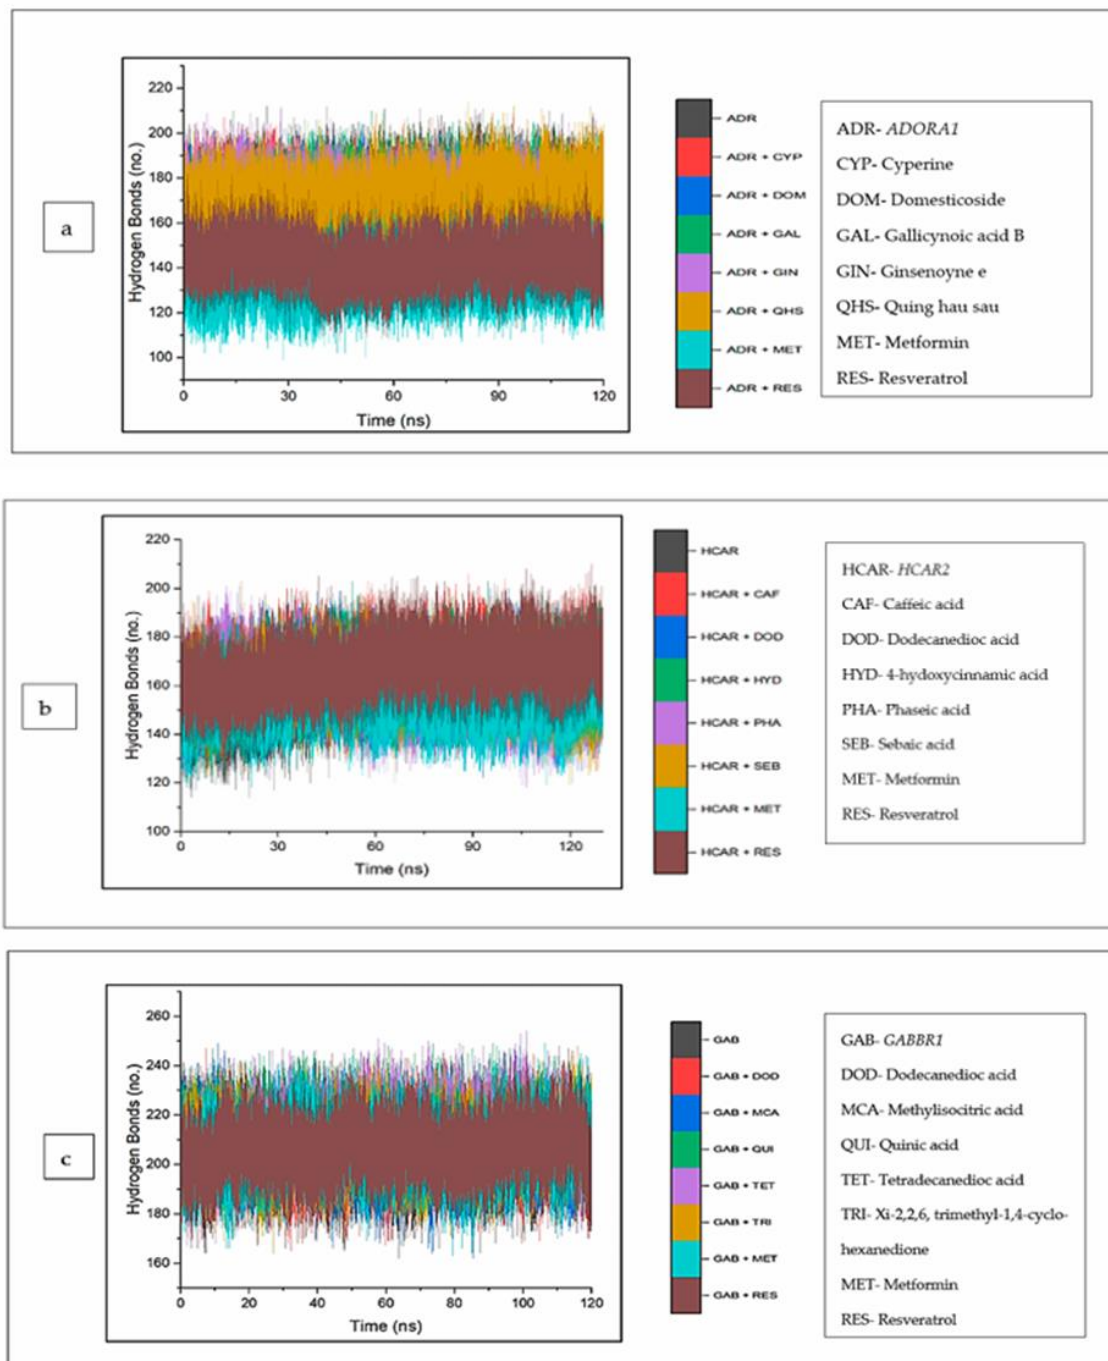 a
Hydrogen Bonds (no.)
220
200
180
160
140
120
100
0 30 60 90 120
Time (ns)
ADR
ADR + CYP
ADR + DOM
ADR + GAL
ADR + GIN
ADR + QHS
ADR + MET
ADR + RES
ADR- ADORA1
CYP- Cyperine
DOM- Domesticoside
GAL- Gallicynoic acid B
GIN- Ginsenoyne e
QHS- Quing hau sau
MET- Metformin
RES- Resveratrol
b
Hydrogen Bonds (no.)
220
200
180
160
140
120
100
0 30 60 90 120
Time (ns)
HCAR
HCAR + CAF
HCAR + DOD
HCAR + HYD
HCAR + PHA
HCAR + SEB
HCAR + MET
HCAR + RES
HCAR- HCAR2
CAF- Caffeic acid
DOD- Dodecanedioc acid
HYD- 4-hydoxycinnamic acid
PHA- Phaseic acid
SEB- Sebaic acid
MET- Metformin
RES- Resveratrol
c
Hydrogen Bonds (no.)
260
240
220
200
180
160
0 20 40 60 80 100 120
Time (ns)
GAB
GAB + DOD
GAB + MCA
GAB + QUI
GAB + TET
GAB + TRI
GAB + MET
GAB + RES
GAB- GABBR1
DOD- Dodecanedioc acid
MCA- Methylisocitric acid
QUI- Quinic acid
TET- Tetradecanedioc acid
TRI- Xi-2,2,6, trimethyl-1,4-cyclo-
hexanedione
MET- Metformin
RES- Resveratrol